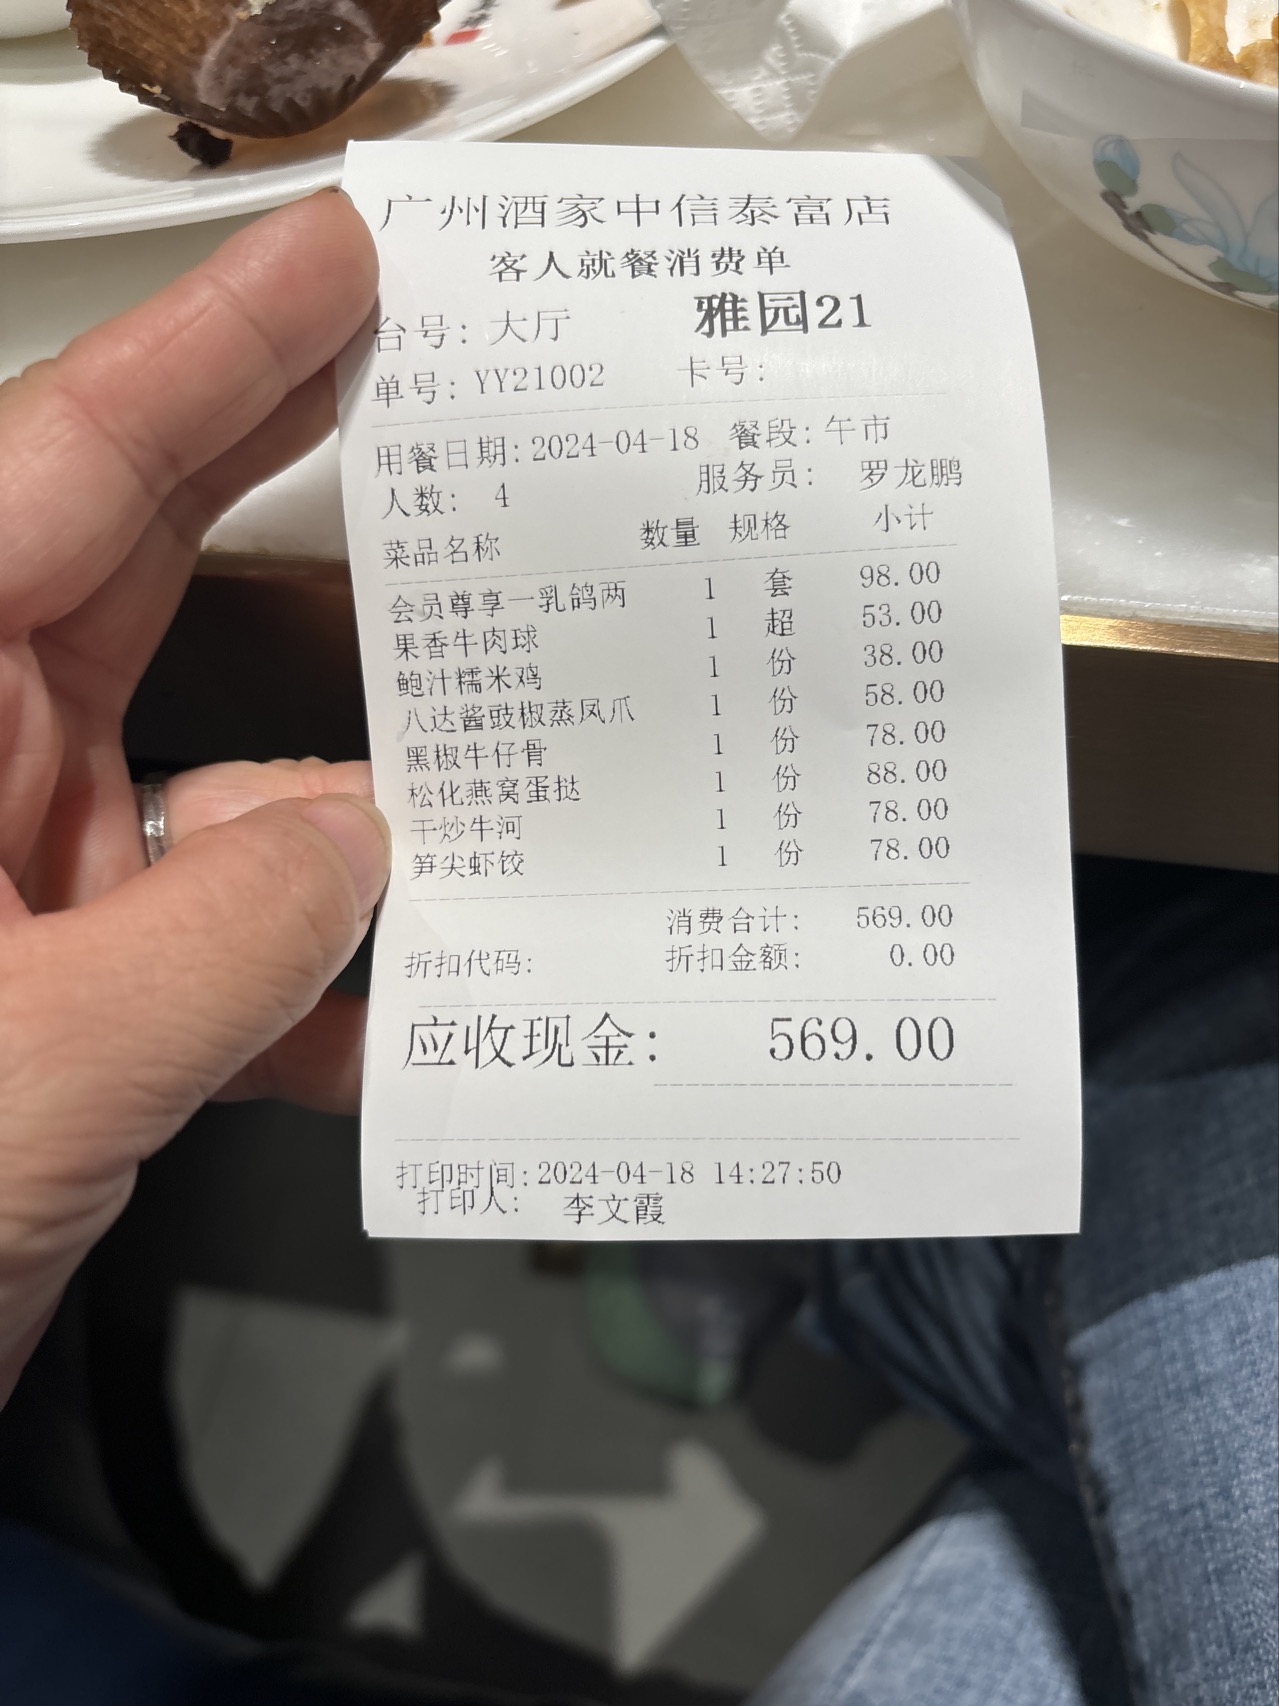 广州酒家中信泰富店
客人就餐消费单
台号: 大厅 雅园21
单号: YY21002 卡号:
用餐日期: 2024-04-18 餐段: 午市
人数: 4 服务员: 罗龙鹏
菜品名称 数量 规格 小计
会员尊享一乳鸽两 1 套 98.00
果香牛肉球 1 超 53.00
鲍汁糯米鸡 1 份 38.00
八达酱豉椒蒸凤爪 1 份 58.00
黑椒牛仔骨 1 份 78.00
松化燕窝蛋挞 1 份 88.00
干炒牛河 1 份 78.00
笋尖虾饺 1 份 78.00
消费合计: 569.00
折扣代码: 折扣金额: 0.00
应收现金: 569.00
打印时间: 2024-04-18 14:27:50
打印人: 李文霞